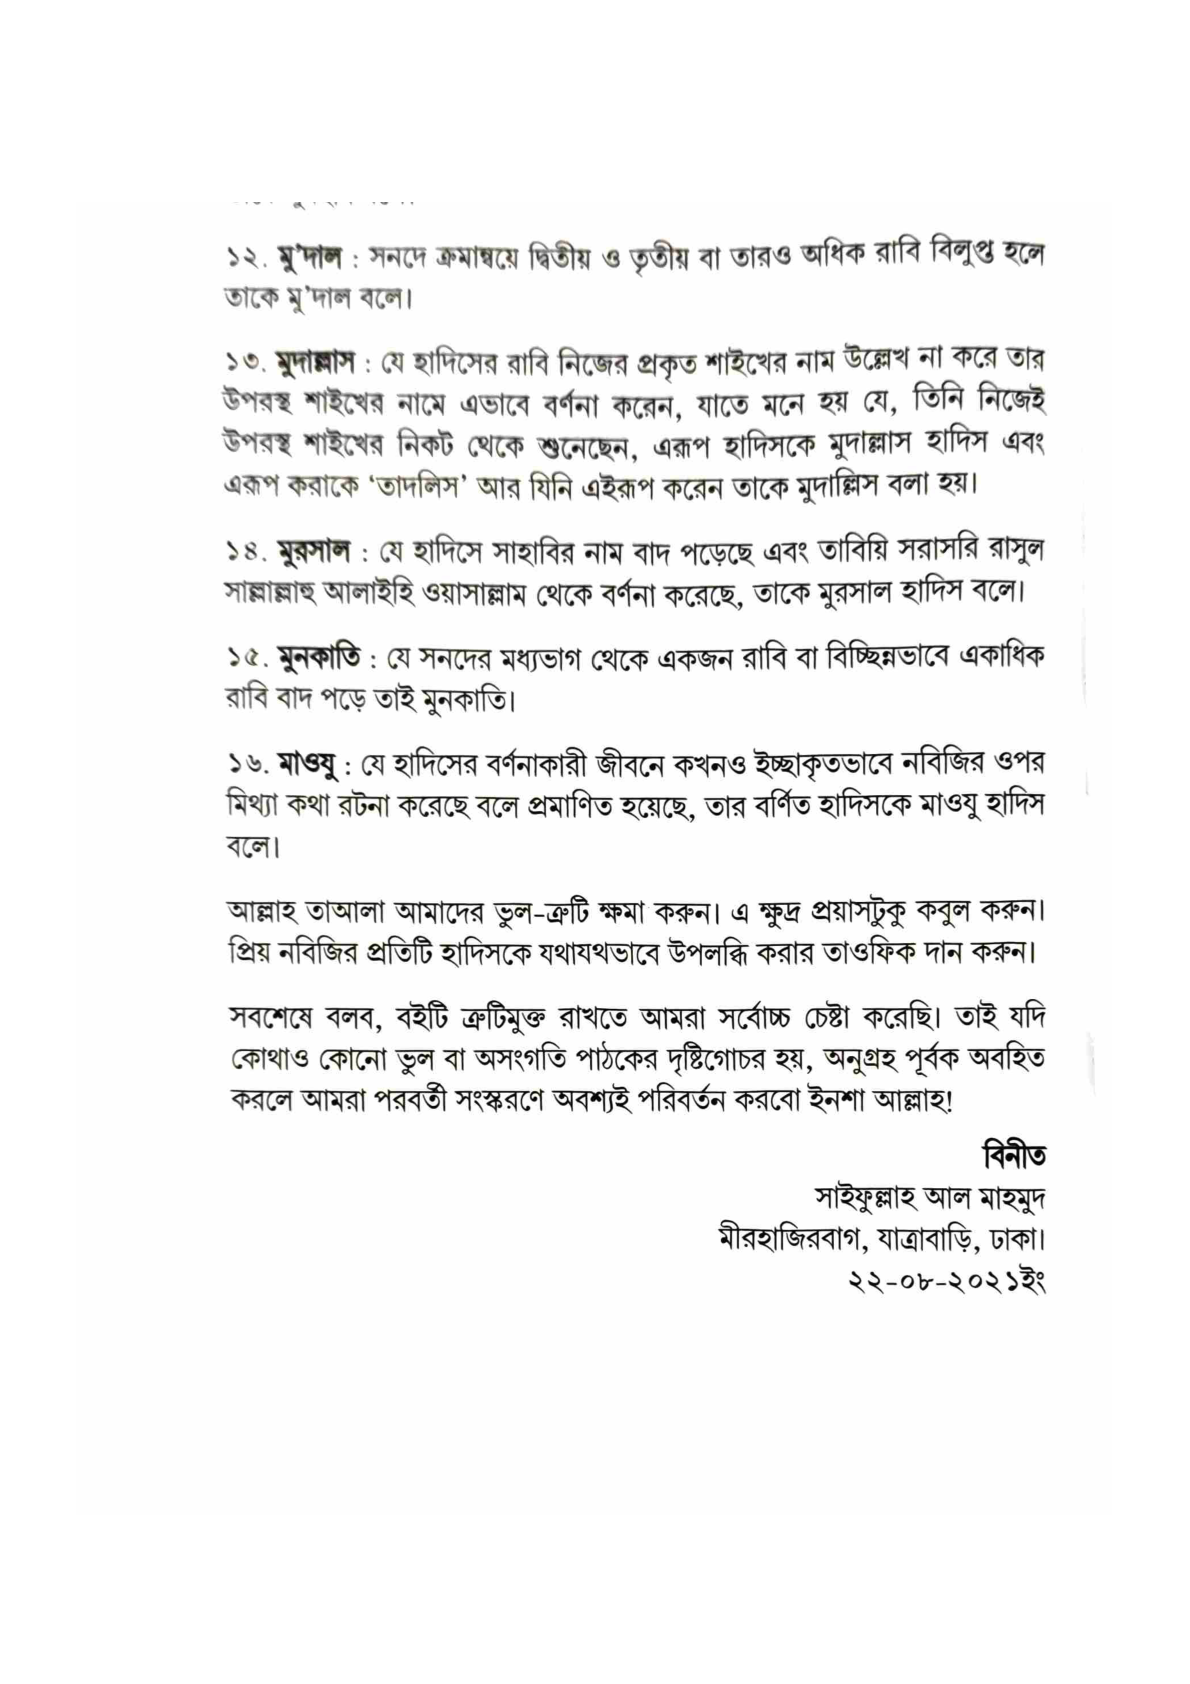 ১২. মু'দাল : সনদে ক্রমান্বয়ে দ্বিতীয় ও তৃতীয় বা তারও অধিক রাবি বিলুপ্ত হলে
তাকে মু'দাল বলে।
১৩. মুদাল্লাস : যে হাদিসের রাবি নিজের প্রকৃত শাইখের নাম উল্লেখ না করে তার
উপরস্থ শাইখের নামে এভাবে বর্ণনা করেন, যাতে মনে হয় যে, তিনি নিজেই
উপরস্থ শাইখের নিকট থেকে শুনেছেন, এরূপ হাদিসকে মুদাল্লাস হাদিস এবং
এরূপ করাকে ‘তাদলিস’ আর যিনি এইরূপ করেন তাকে মুদাল্লিস বলা হয়।
১৪. মুরসাল : যে হাদিসে সাহাবির নাম বাদ পড়েছে এবং তাবিয়ি সরাসরি রাসুল
সাল্লাল্লাহু আলাইহি ওয়াসাল্লাম থেকে বর্ণনা করেছে, তাকে মুরসাল হাদিস বলে।
১৫. মুনকাতি : যে সনদের মধ্যভাগ থেকে একজন রাবি বা বিচ্ছিন্নভাবে একাধিক
রাবি বাদ পড়ে তাই মুনকাতি।
১৬. মাওযু : যে হাদিসের বর্ণনাকারী জীবনে কখনও ইচ্ছাকৃতভাবে নবিজির ওপর
মিথ্যা কথা রটনা করেছে বলে প্রমাণিত হয়েছে, তার বর্ণিত হাদিসকে মাওযু হাদিস
বলে।
আল্লাহ তাআলা আমাদের ভুল-ত্রুটি ক্ষমা করুন। এ ক্ষুদ্র প্রয়াসটুকু কবুল করুন।
প্রিয় নবিজির প্রতিটি হাদিসকে যথাযথভাবে উপলব্ধি করার তাওফিক দান করুন।
সবশেষে বলব, বইটি ত্রুটিমুক্ত রাখতে আমরা সর্বোচ্চ চেষ্টা করেছি। তাই যদি
কোথাও কোনো ভুল বা অসংগতি পাঠকের দৃষ্টিগোচর হয়, অনুগ্রহ পূর্বক অবহিত
করলে আমরা পরবর্তী সংস্করণে অবশ্যই পরিবর্তন করবো ইনশা আল্লাহ!
বিনীত
সাইফুল্লাহ আল মাহমুদ
মীরহাজিরবাগ, যাত্রাবাড়ি, ঢাকা।
২২-০৮-২০২১ইং